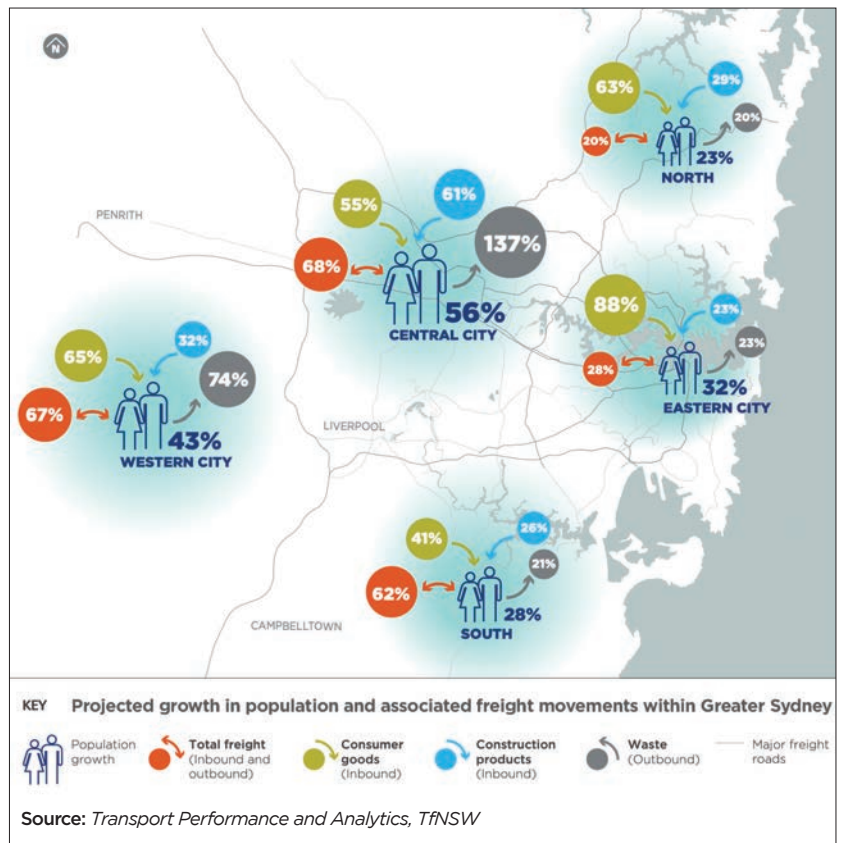 N
63%
29%
20%
20%
23%
NORTH
55%
61%
137%
68%
56%
CENTRAL CITY
PENRITH
88%
23%
23%
28%
32%
EASTERN CITY
65%
32%
74%
67%
43%
WESTERN CITY
LIVERPOOL
41%
26%
21%
62%
28%
SOUTH
CAMPBELLTOWN
KEY Projected growth in population and associated freight movements within Greater Sydney
Population
growth
Total freight
(Inbound and
outbound)
Consumer
goods
(Inbound)
Construction
products
(Inbound)
Waste
(Outbound)
Major freight
roads
Source: Transport Performance and Analytics, TfNSW